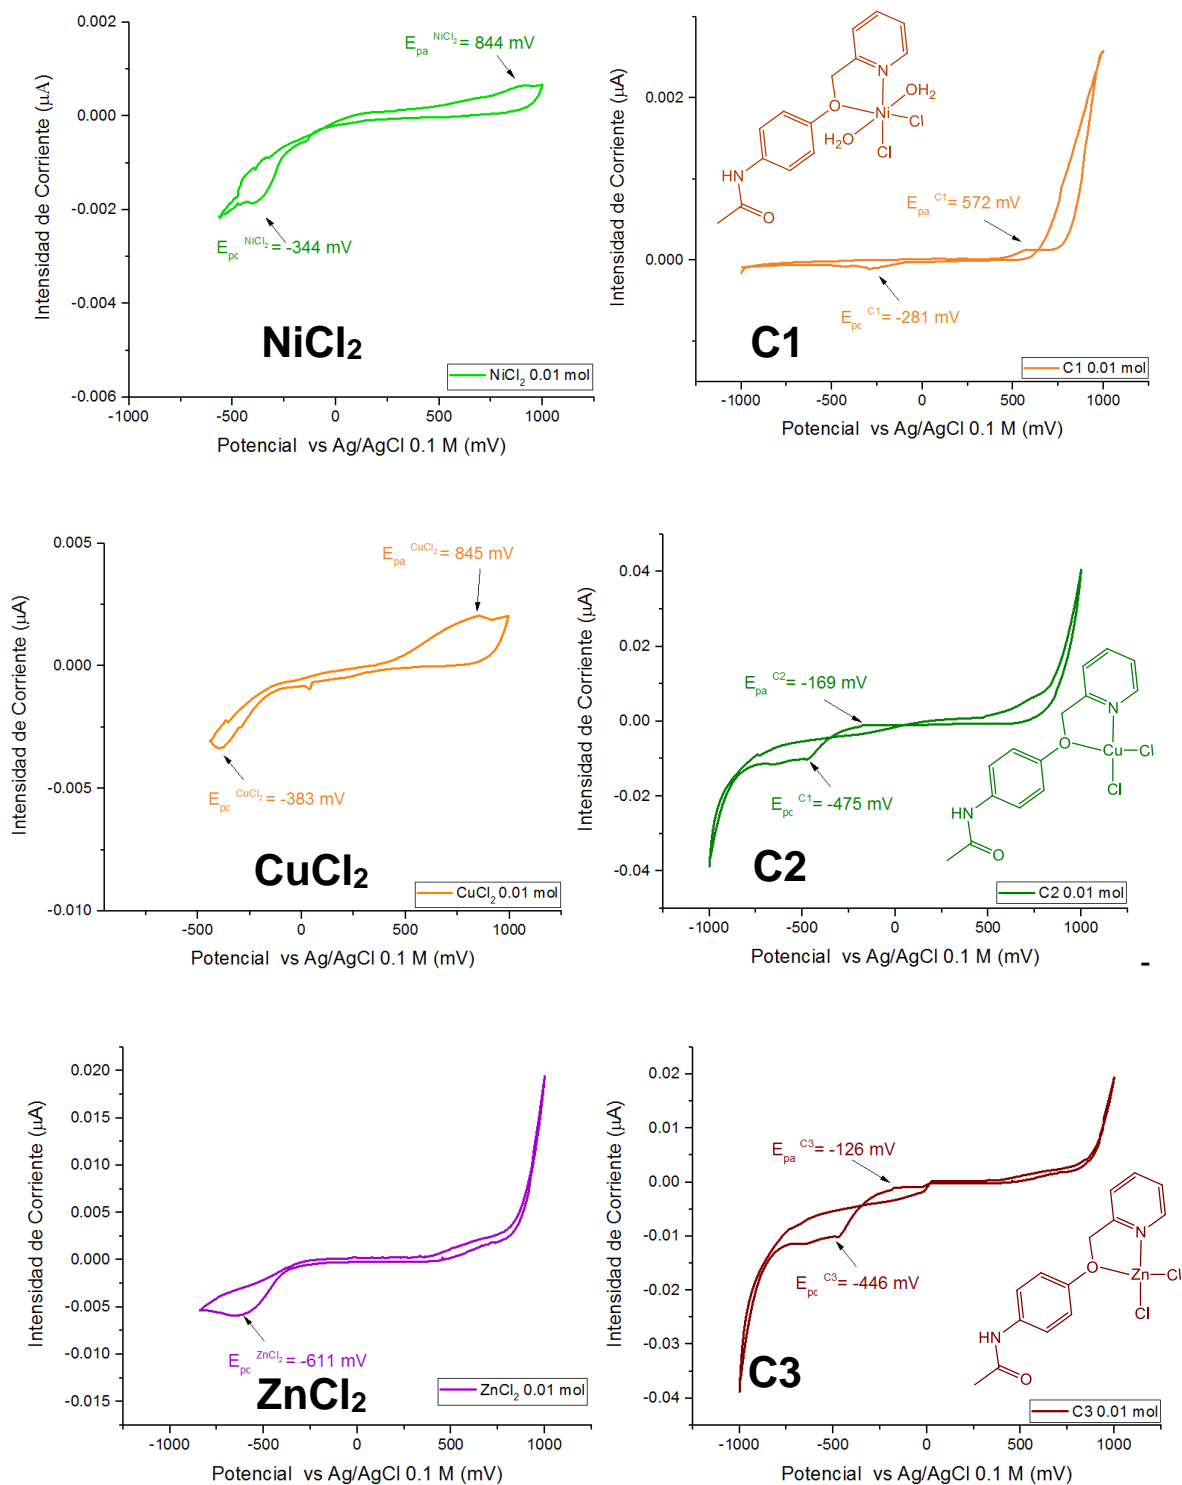 0.002
0.000
-0.002
-0.004
-0.006
-1000
-500
0
500
1000
Intensidad de Corriente (µA)
Potencial vs Ag/AgCl 0.1 M (mV)
Epa NiCl2 = 844 mV
Epc NiCl2 = -344 mV
NiCl2
NiCl2 0.01 mol
0.002
0.000
-1000
-500
0
500
1000
Intensidad de Corriente (µA)
Potencial vs Ag/AgCl 0.1 M (mV)
N
OH2
O
Ni
Cl
H2O
Cl
HN
O
Epa C1= 572 mV
Epc C1= -281 mV
C1
C1 0.01 mol
0.005
0.000
-0.005
-0.010
-500
0
500
1000
Intensidad de Corriente (µA)
Potencial vs Ag/AgCl 0.1 M (mV)
Epa CuCl2 = 845 mV
Epc CuCl2 = -383 mV
CuCl2
CuCl2 0.01 mol
0.04
0.02
0.00
-0.02
-0.04
-1000
-500
0
500
1000
Intensidad de Corriente (µA)
Potencial vs Ag/AgCl 0.1 M (mV)
Epa C2= -169 mV
Epc C1= -475 mV
N
O
Cu
Cl
Cl
HN
O
C2
C2 0.01 mol
-
0.020
0.015
0.010
0.005
0.000
-0.005
-0.010
-0.015
-1000
-500
0
500
1000
Intensidad de Corriente (µA)
Potencial vs Ag/AgCl 0.1 M (mV)
Epc ZnCl2 = -611 mV
ZnCl2
ZnCl2 0.01 mol
0.02
0.01
0.00
-0.01
-0.02
-0.03
-0.04
-1000
-500
0
500
1000
Intensidad de Corriente (µA)
Potencial vs Ag/AgCl 0.1 M (mV)
Epa C3= -126 mV
Epc C3= -446 mV
N
O
Zn
Cl
Cl
HN
O
C3
C3 0.01 mol